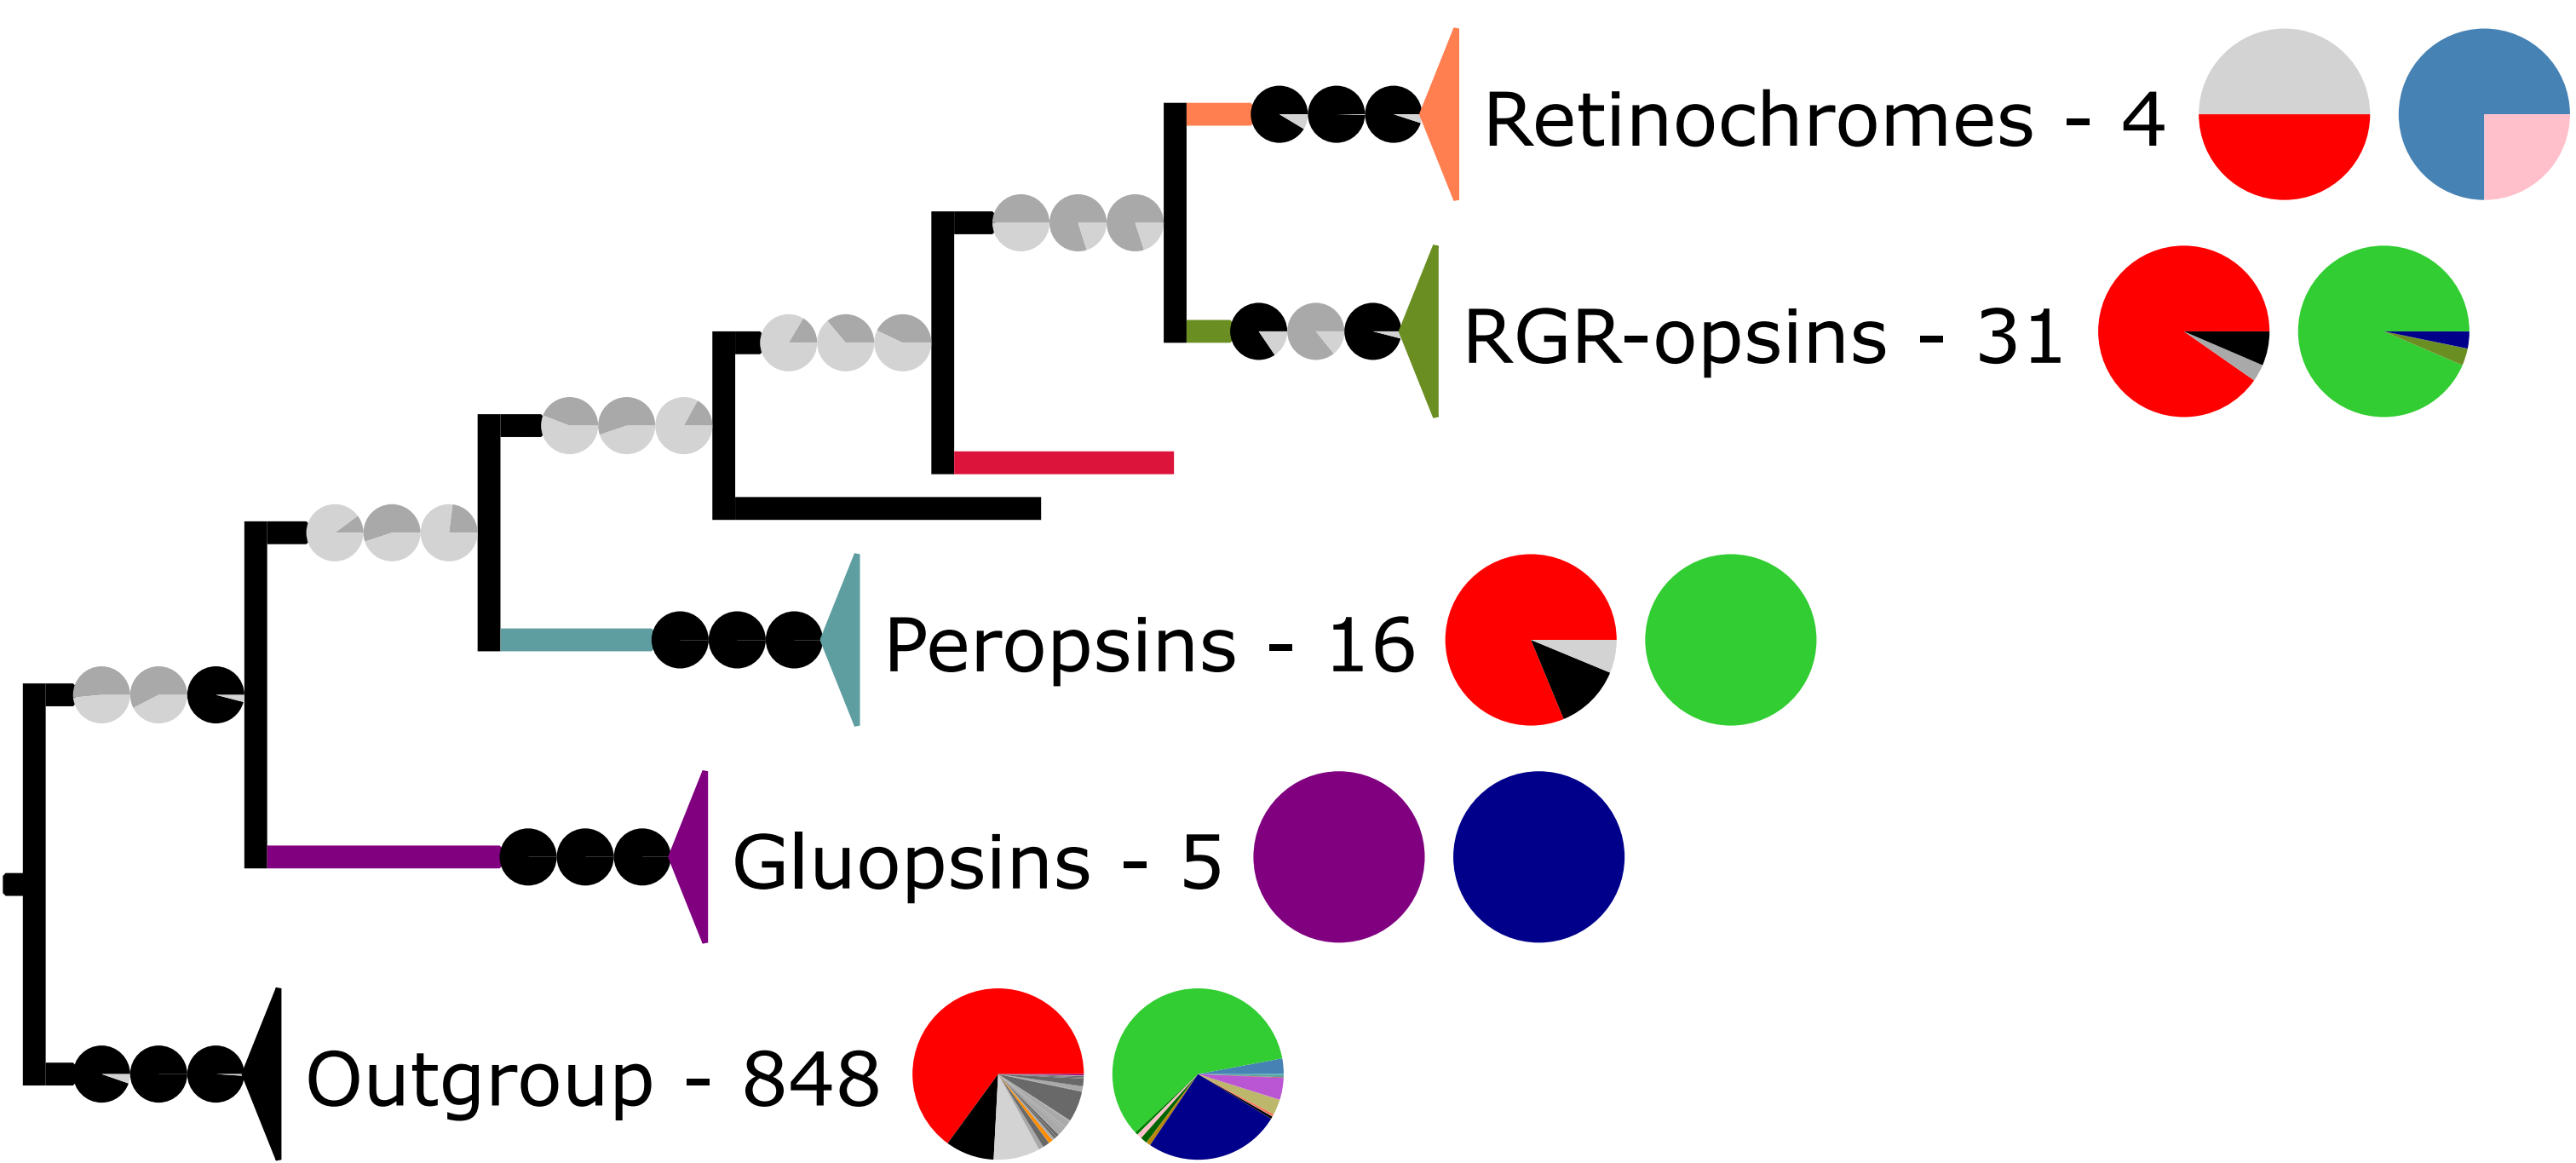 Retinochromes - 4
RGR-opsins - 31
Peropsins - 16
Gluopsins - 5
Outgroup - 848